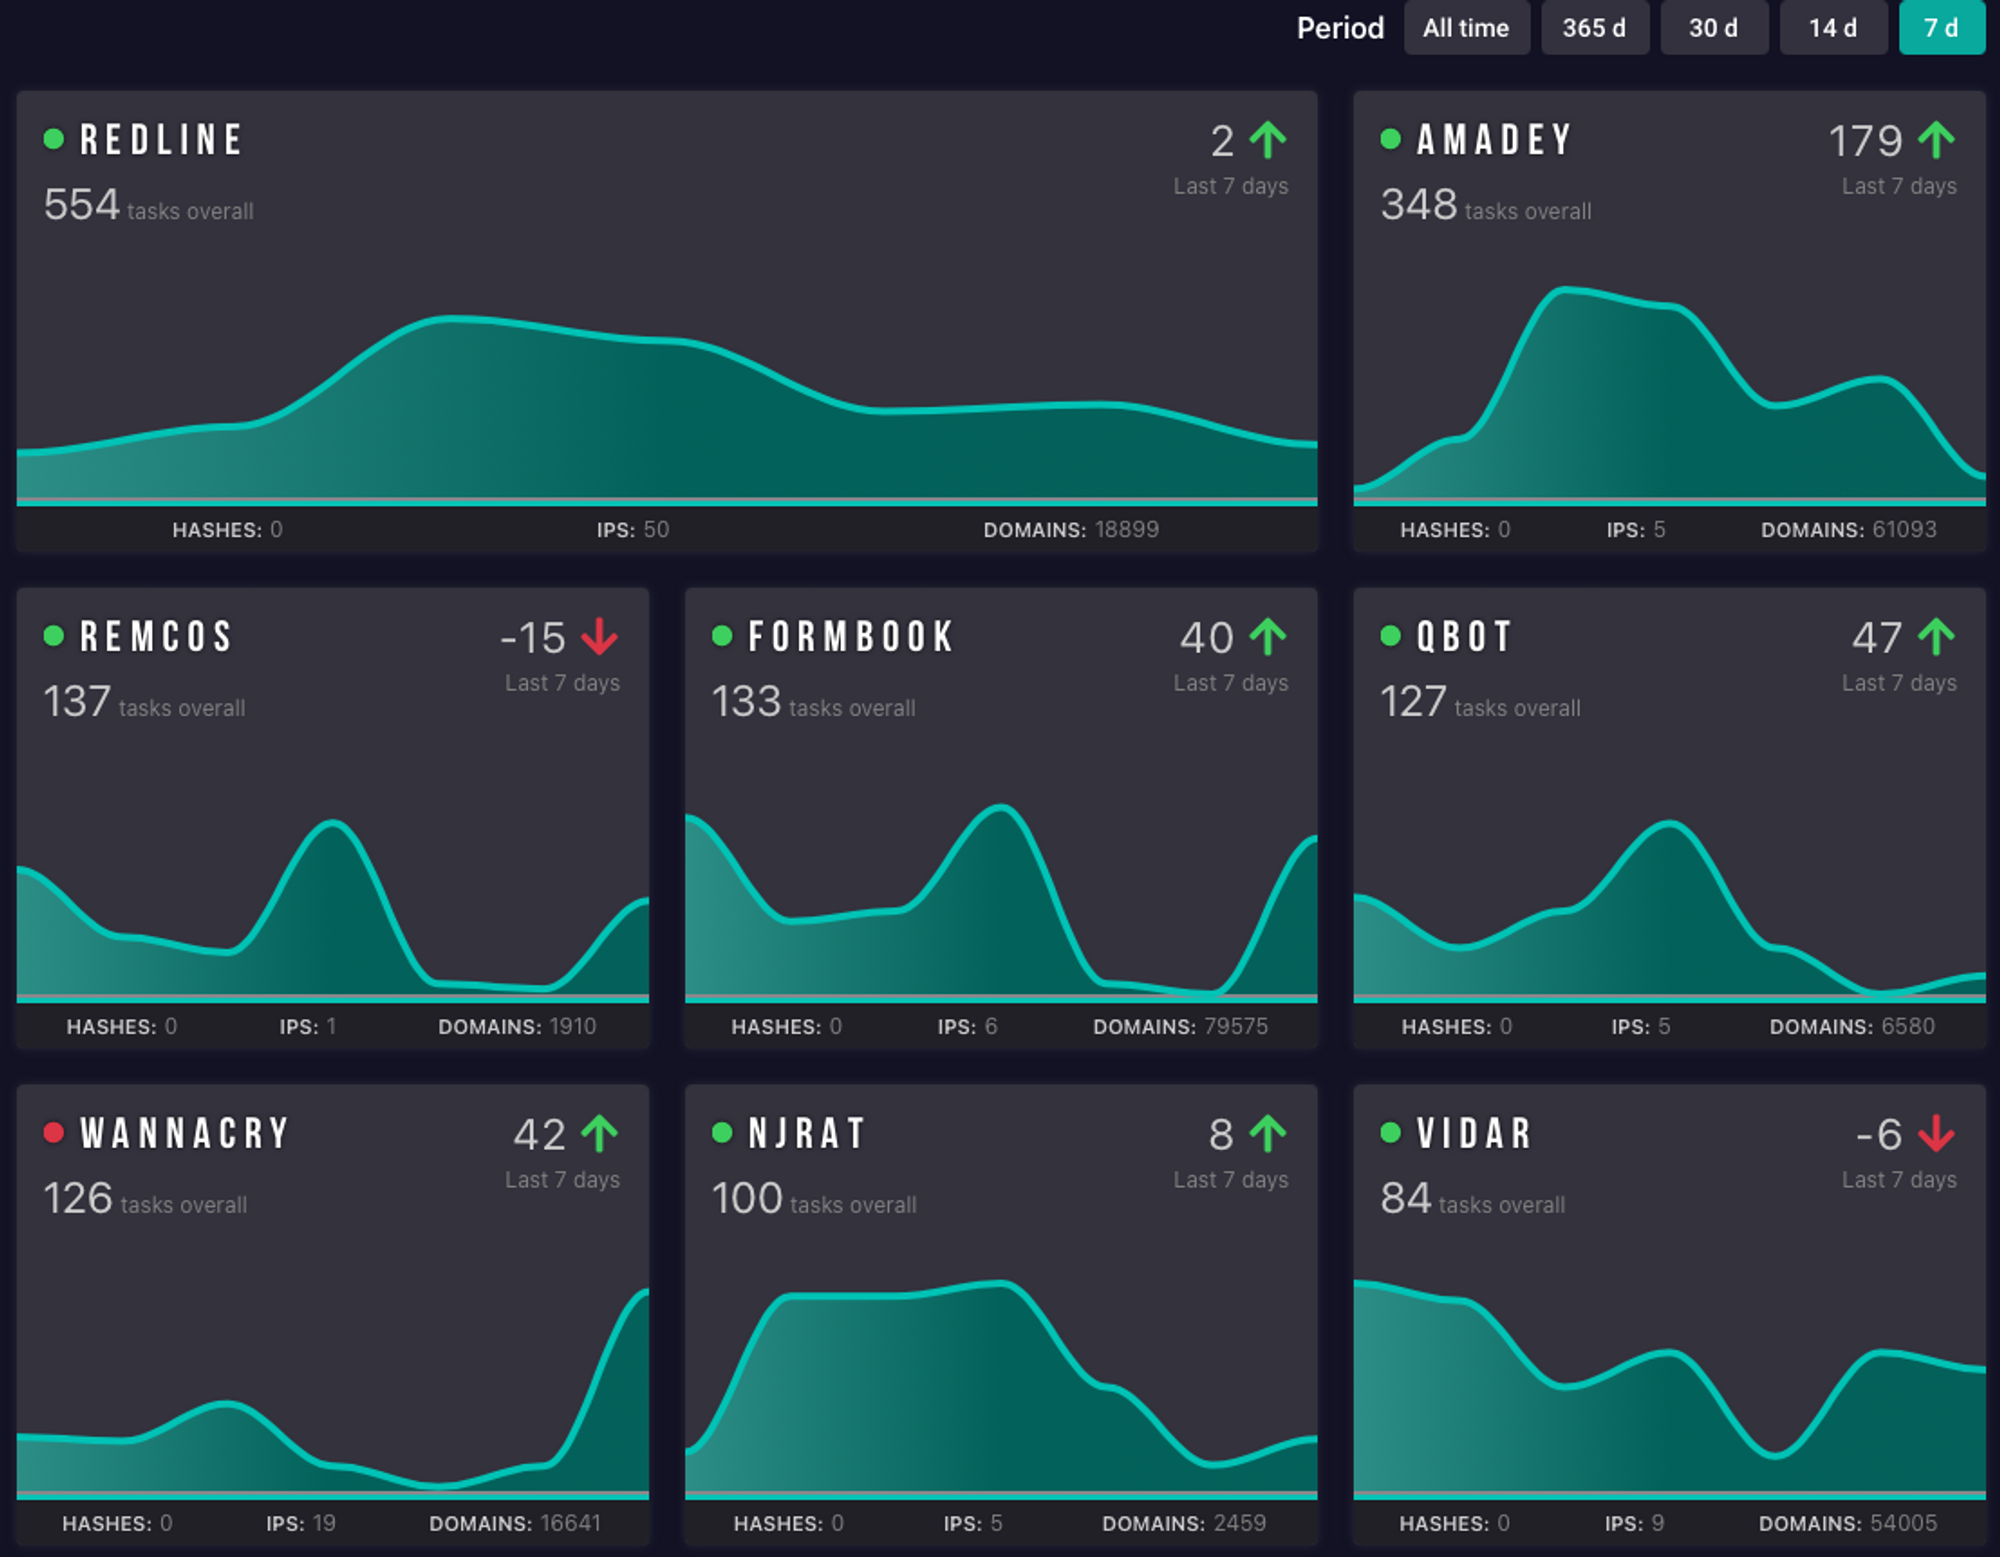 Period All time 365 d 30 d 14 d 7 d
REDLINE 2
Last 7 days
554 tasks overall
HASHES: 0 IPS: 50 DOMAINS: 18899
AMADEY 179
Last 7 days
348 tasks overall
HASHES: 0 IPS: 5 DOMAINS: 61093
REMCOS -15
Last 7 days
137 tasks overall
HASHES: 0 IPS: 1 DOMAINS: 1910
FORMBOOK 40
Last 7 days
133 tasks overall
HASHES: 0 IPS: 6 DOMAINS: 79575
QBOT 47
Last 7 days
127 tasks overall
HASHES: 0 IPS: 5 DOMAINS: 6580
WANNACRY 42
Last 7 days
126 tasks overall
HASHES: 0 IPS: 19 DOMAINS: 16641
NJRAT 8
Last 7 days
100 tasks overall
HASHES: 0 IPS: 5 DOMAINS: 2459
VIDAR -6
Last 7 days
84 tasks overall
HASHES: 0 IPS: 9 DOMAINS: 54005